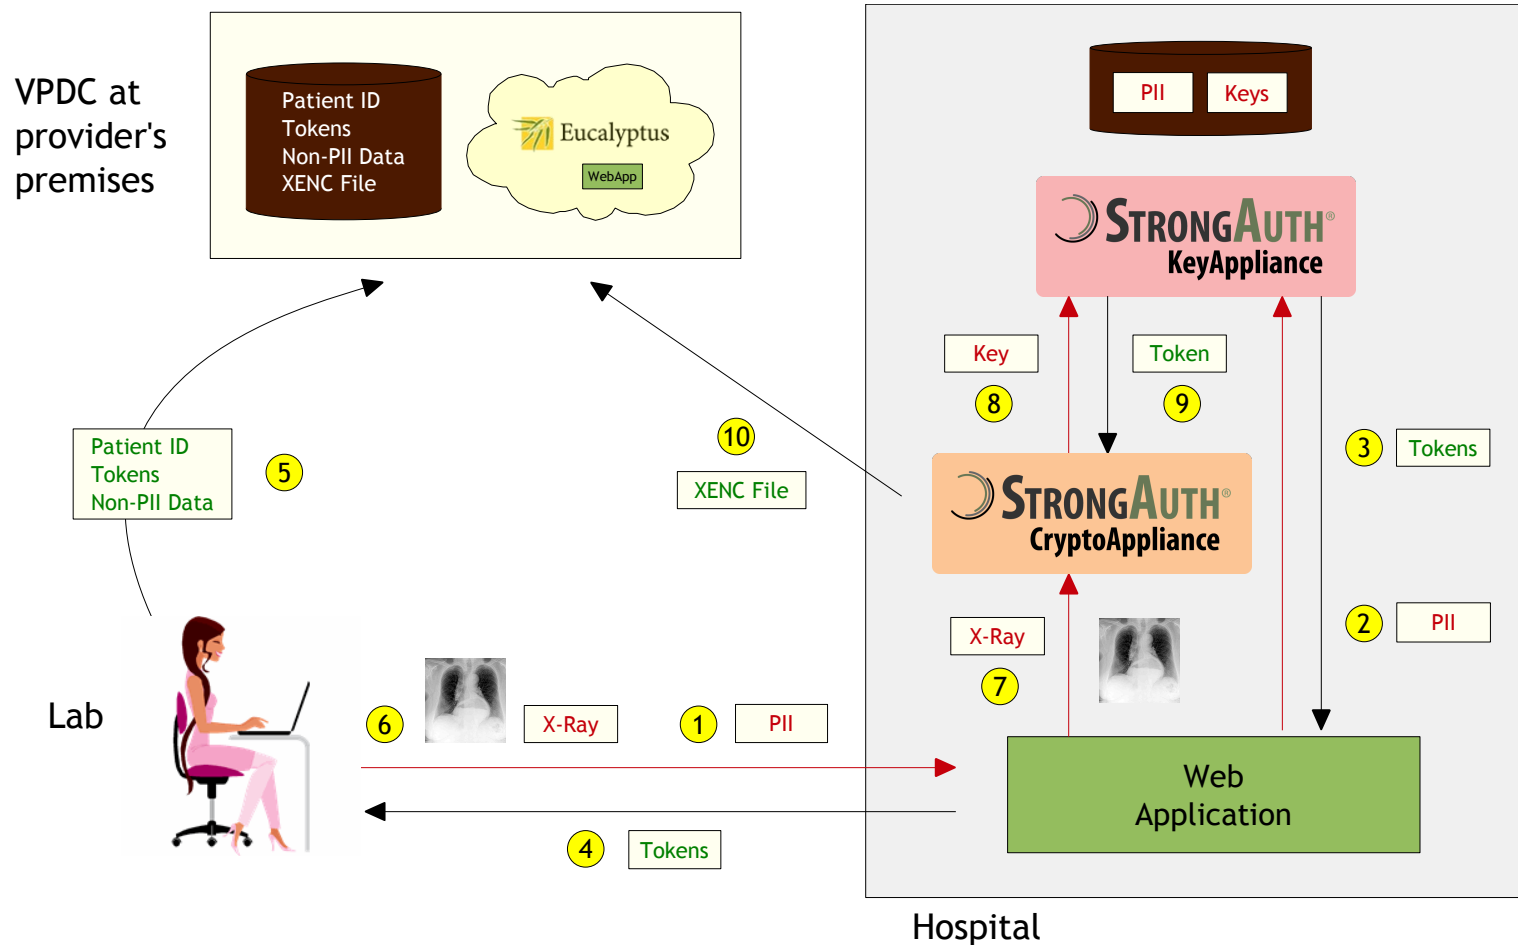 VPDC at
provider's
premises
Patient ID
Tokens
Non-PII Data
XENC File
Eucalyptus
WebApp
PII
Keys
STRONGAUTH®
KeyAppliance
Key
8
Token
9
3
Tokens
Patient ID
Tokens
Non-PII Data
5
10
XENC File
STRONGAUTH®
CryptoAppliance
2
PII
X-Ray
7
Lab
6
X-Ray
1
PII
Web
Application
4
Tokens
Hospital